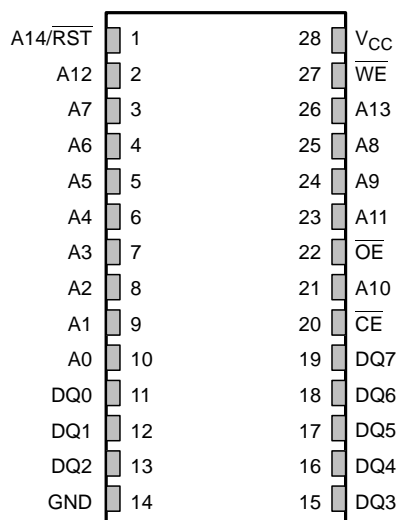 A14/RST 1 28 VCC
A12 2 27 WE
A7 3 26 A13
A6 4 25 A8
A5 5 24 A9
A4 6 23 A11
A3 7 22 OE
A2 8 21 A10
A1 9 20 CE
A0 10 19 DQ7
DQ0 11 18 DQ6
DQ1 12 17 DQ5
DQ2 13 16 DQ4
GND 14 15 DQ3